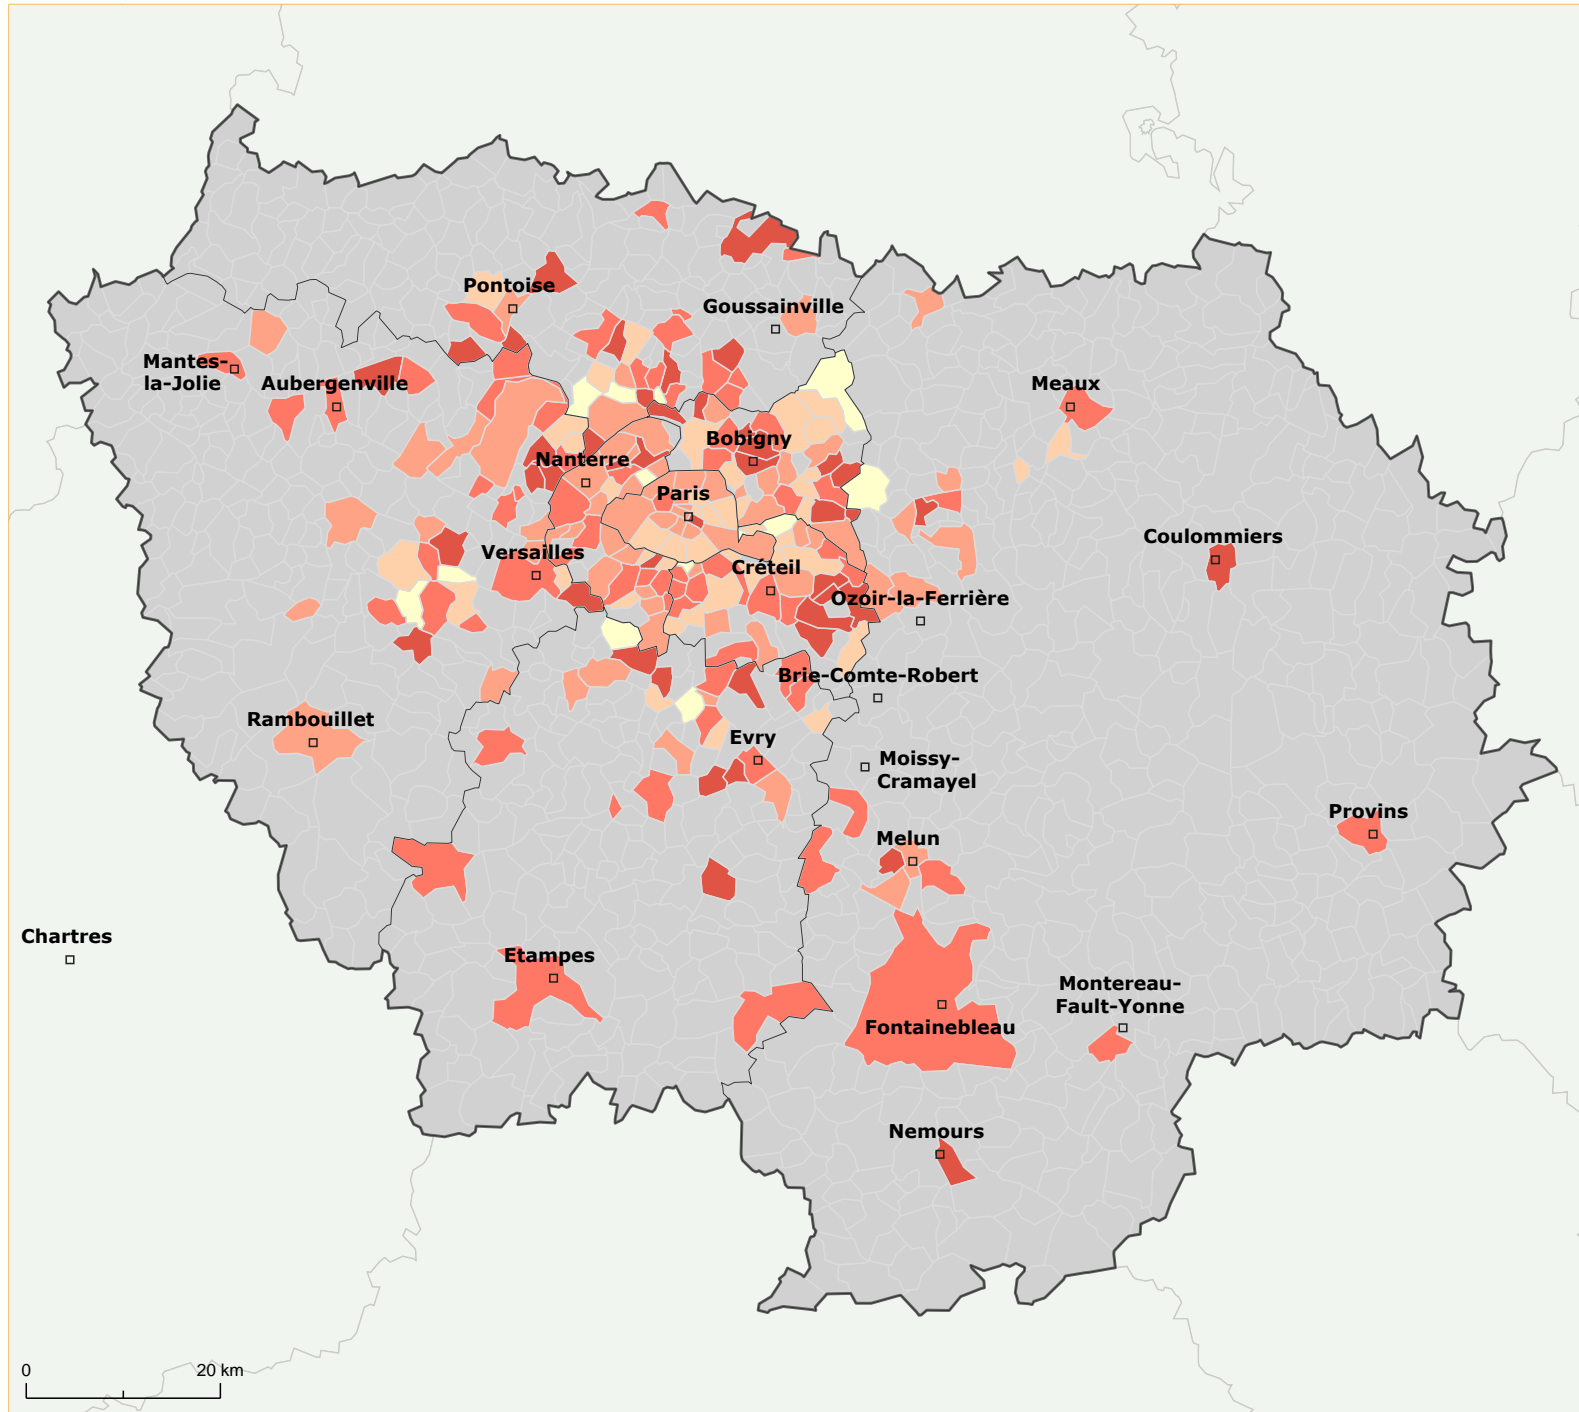 Pontoise
Goussainville
Mantes-
la-Jolie
Aubergenville
Meaux
Bobigny
Nanterre
Paris
Coulommiers
Versailles
Créteil
Ozoir-la-Ferrière
Brie-Comte-Robert
Rambouillet
Evry
Moissy-
Cramayel
Provins
Melun
Chartres
Etampes
Montereau-
Fault-Yonne
Fontainebleau
Nemours
0 20 km